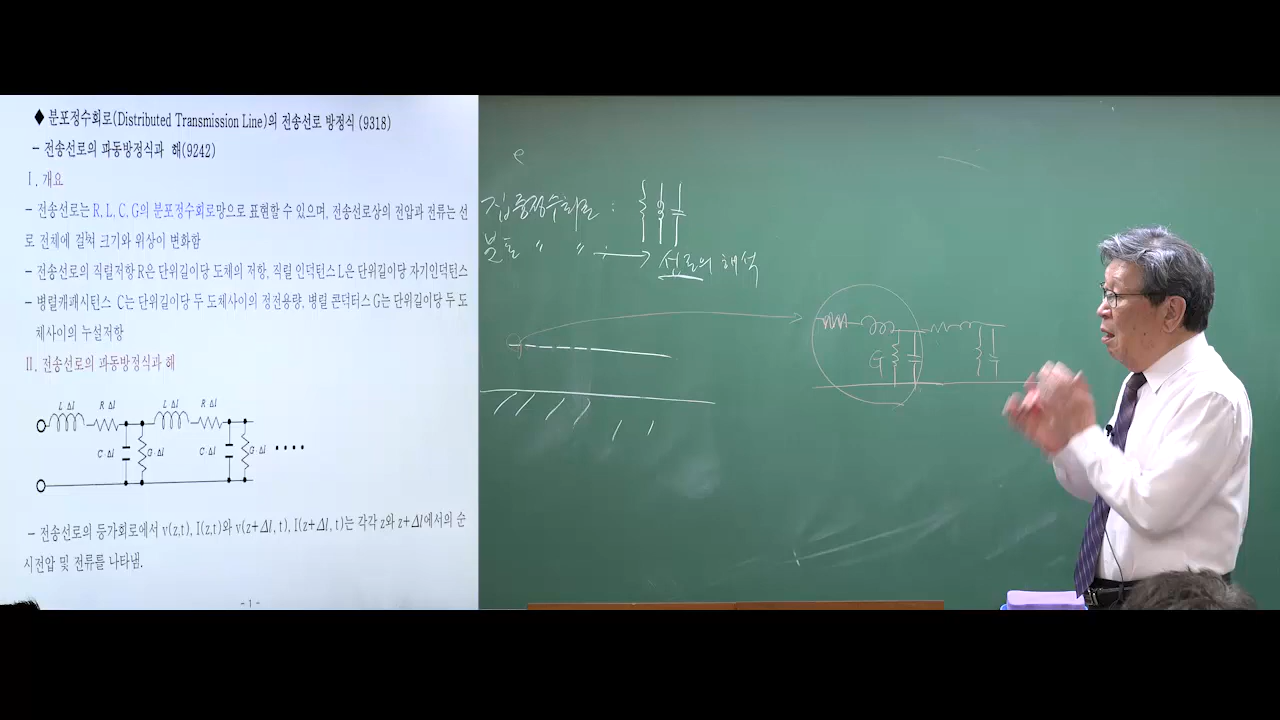 ◆ 분포정수회로(Distributed Transmission Line)의 전송선로 방정식 (9318)
- 전송선로의 파동방정식과 해(9242)
Ⅰ. 개요
- 전송선로는 R, L, C, G의 분포정수회로망으로 표현할 수 있으며, 전송선로상의 전압과 전류는 선
로 전체에 걸쳐 크기와 위상이 변화함
- 전송선로의 직렬저항 R은 단위길이당 도체의 저항, 직렬 인덕턴스 L은 단위길이당 자기인덕턴스
- 병렬캐패시턴스 C는 단위길이당 두 도체사이의 정전용량, 병렬 콘덕터스 G는 단위길이당 두 도
체사이의 누설저항
Ⅱ. 전송선로의 파동방정식과 해
L Δl R Δl L Δl R Δl
C·Δl G·Δl C·Δl G Δl
- 전송선로의 등가회로에서 v(z,t), I(z,t)와 v(z+Δl, t), I(z+Δl, t)는 각각 z와 z+Δl에서의 순
시전압 및 전류를 나타냄.
- 1 -
e
집중정수회로 :
분포 〃 〃 : → 선로의 해석
G